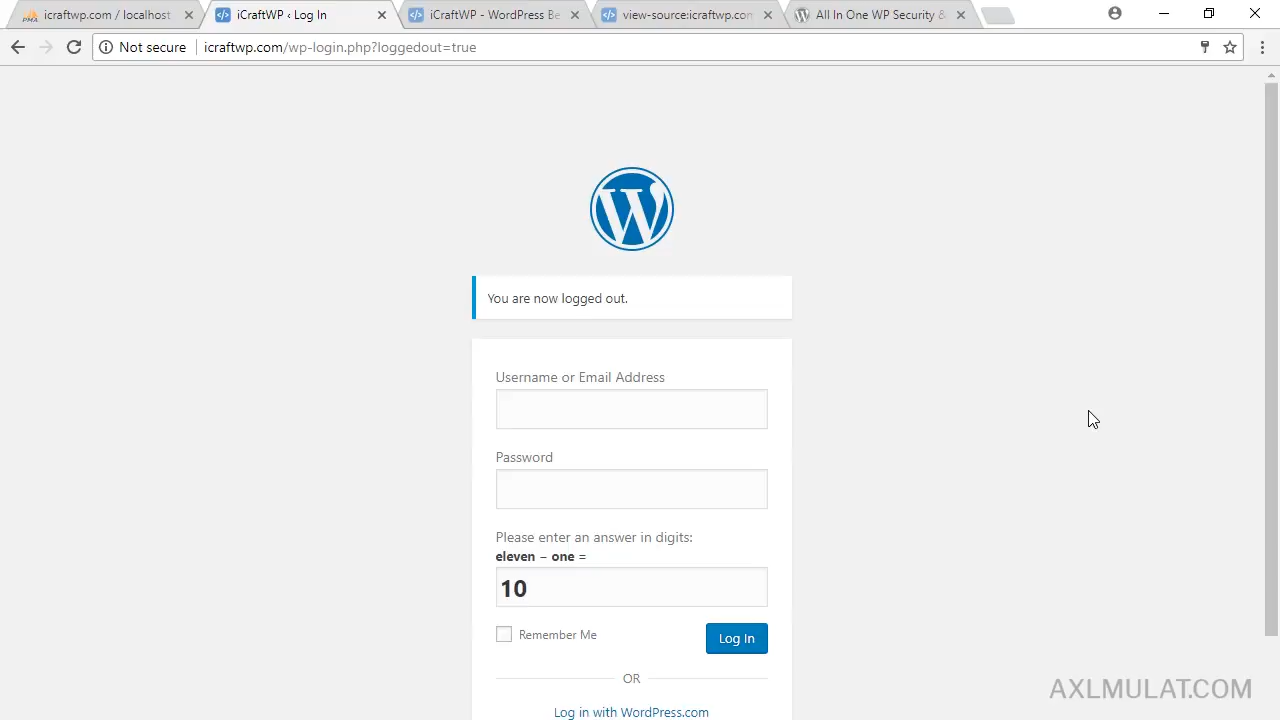 icraftwp.com / localhost
iCraftWP ‹ Log In
iCraftWP - WordPress Be
view-source:icraftwp.com
All In One WP Security &
Not secure
icraftwp.com/wp-login.php?loggedout=true
You are now logged out.
Username or Email Address
Password
Please enter an answer in digits:
eleven − one =
10
Remember Me
Log In
OR
Log in with WordPress.com
AXLMULAT.COM